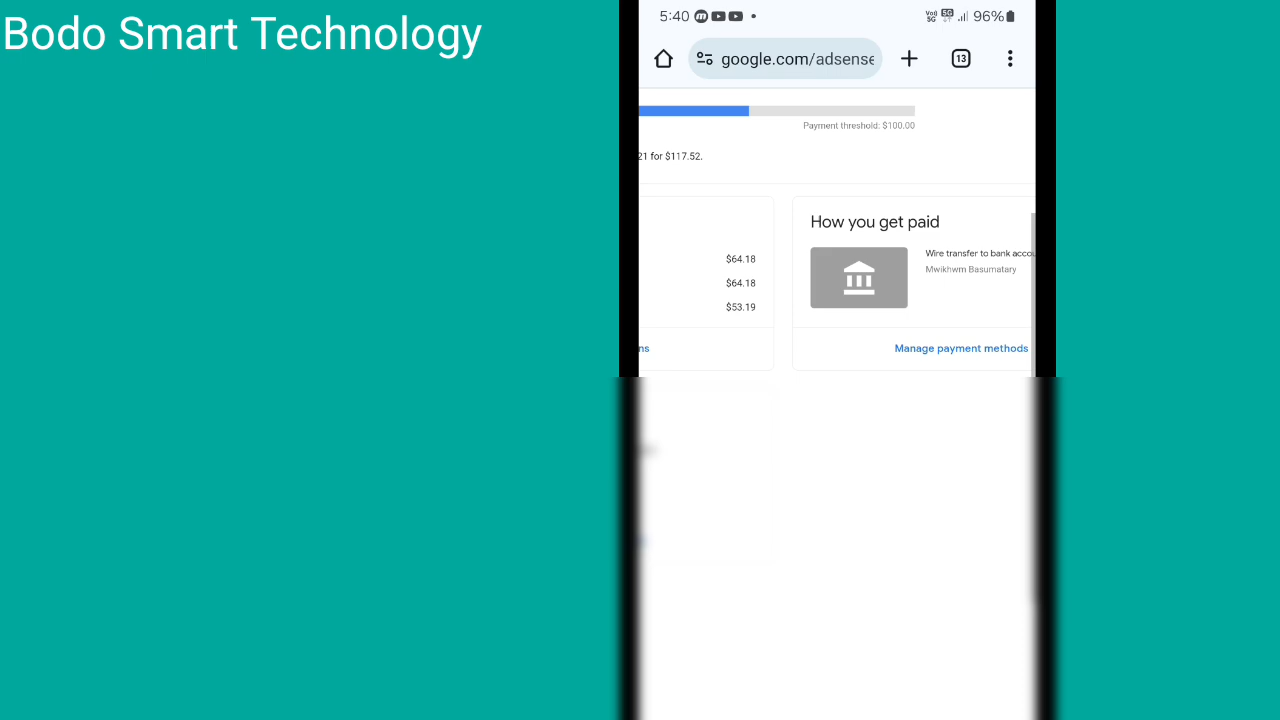 Bodo Smart Technology
5:40 96%
google.com/adsense
13
Payment threshold: $100.00
21 for $117.52.
How you get paid
$64.18
Wire transfer to bank accou
Mwikhwm Basumatary
$64.18
$53.19
ns
Manage payment methods